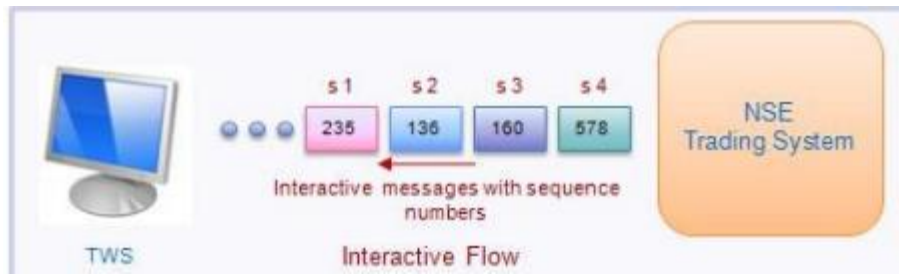 s 1 s 2 s 3 s 4
235 136 160 578
NSE
Trading System
Interactive messages with sequence
numbers
TWS
Interactive Flow